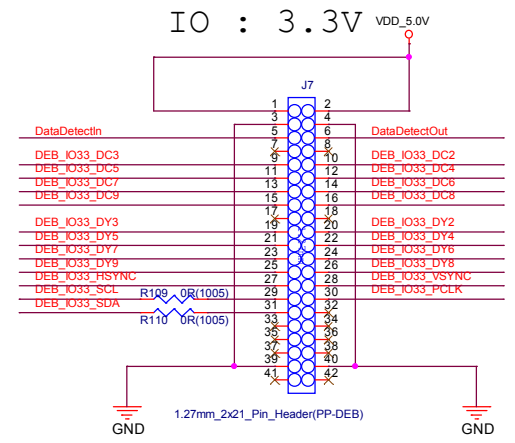 IO : 3.3V
VDD_5.0V
J7
1 2
3 4
DataDetectIn 5 6 DataDetectOut
7 8
DEB_IO33_DC3 9 10 DEB_IO33_DC2
DEB_IO33_DC5 11 12 DEB_IO33_DC4
DEB_IO33_DC7 13 14 DEB_IO33_DC6
DEB_IO33_DC9 15 16 DEB_IO33_DC8
17 18
DEB_IO33_DY3 19 20 DEB_IO33_DY2
DEB_IO33_DY5 21 22 DEB_IO33_DY4
DEB_IO33_DY7 23 24 DEB_IO33_DY6
DEB_IO33_DY9 25 26 DEB_IO33_DY8
DEB_IO33_HSYNC 27 28 DEB_IO33_VSYNC
DEB_IO33_SCL R109 0R(1005) 29 30 DEB_IO33_PCLK
DEB_IO33_SDA 31 32
R110 0R(1005) 33 34
35 36
37 38
39 40
41 42
1.27mm_2x21_Pin_Header(PP-DEB)
GND GND